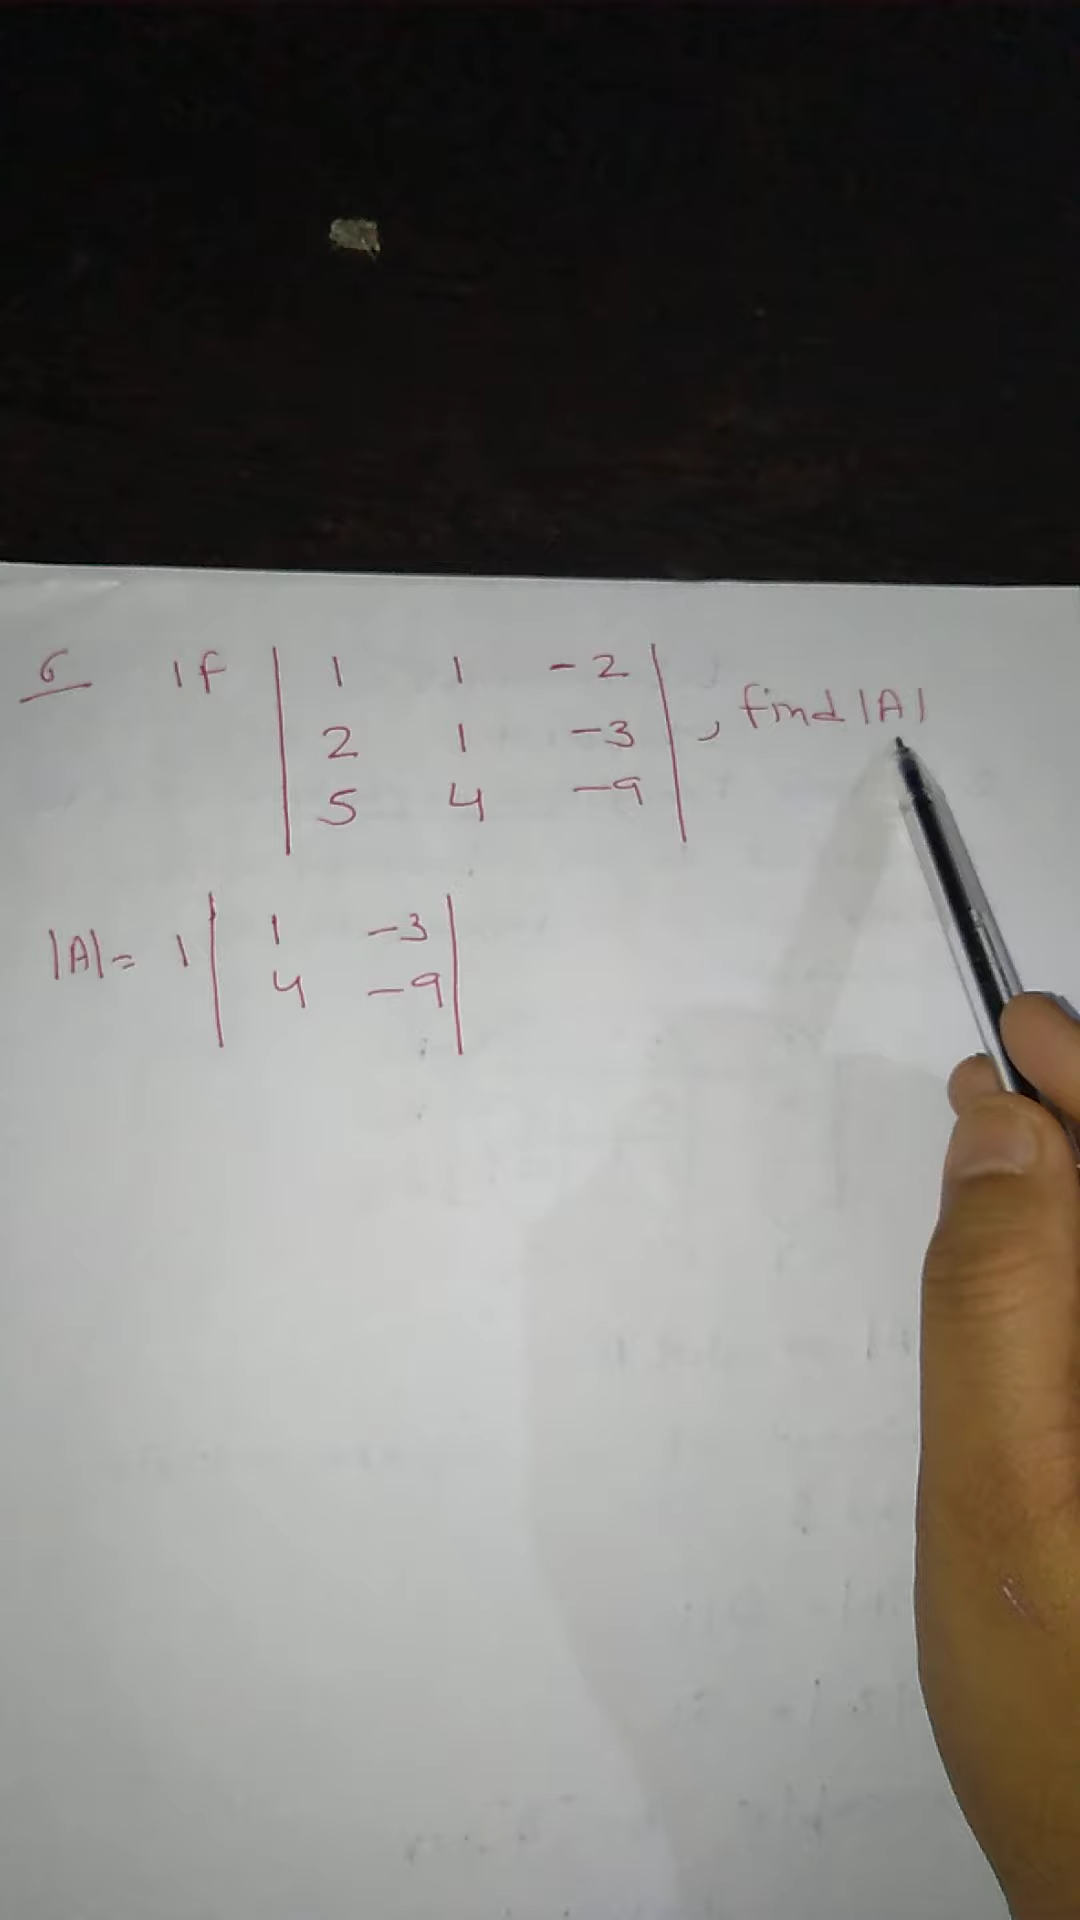 6 If | 1 1 -2 |
| 2 1 -3 | , find |A|
| 5 4 -9 |
|A| = 1 | 1 -3 |
| 4 -9 |